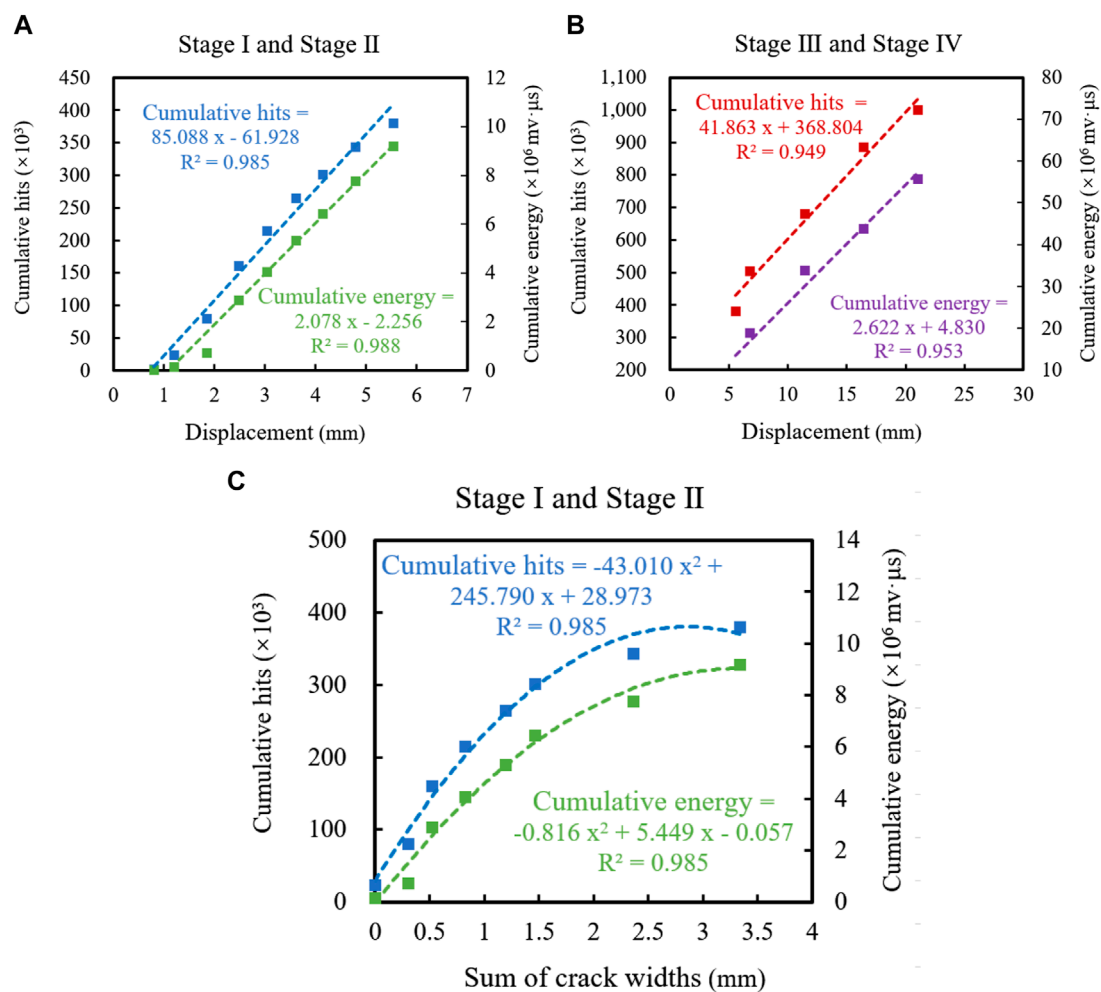 A
Stage I and Stage II
Cumulative hits (×10³)
450
400
350
300
250
200
150
100
50
0
Cumulative hits =
85.088 x - 61.928
R² = 0.985
Cumulative energy =
2.078 x - 2.256
R² = 0.988
12
10
8
6
4
2
0
Cumulative energy (×10⁶ mv·μs)
0 1 2 3 4 5 6 7
Displacement (mm)
B
Stage III and Stage IV
Cumulative hits (×10³)
1,100
1,000
900
800
700
600
500
400
300
200
Cumulative hits =
41.863 x + 368.804
R² = 0.949
Cumulative energy =
2.622 x + 4.830
R² = 0.953
80
70
60
50
40
30
20
10
Cumulative energy (×10⁶ mv·μs)
0 5 10 15 20 25 30
Displacement (mm)
C
Stage I and Stage II
Cumulative hits (×10³)
500
400
300
200
100
0
Cumulative hits = -43.010 x² +
245.790 x + 28.973
R² = 0.985
Cumulative energy =
-0.816 x² + 5.449 x - 0.057
R² = 0.985
14
12
10
8
6
4
2
0
Cumulative energy (×10⁶ mv·μs)
0 0.5 1 1.5 2 2.5 3 3.5 4
Sum of crack widths (mm)